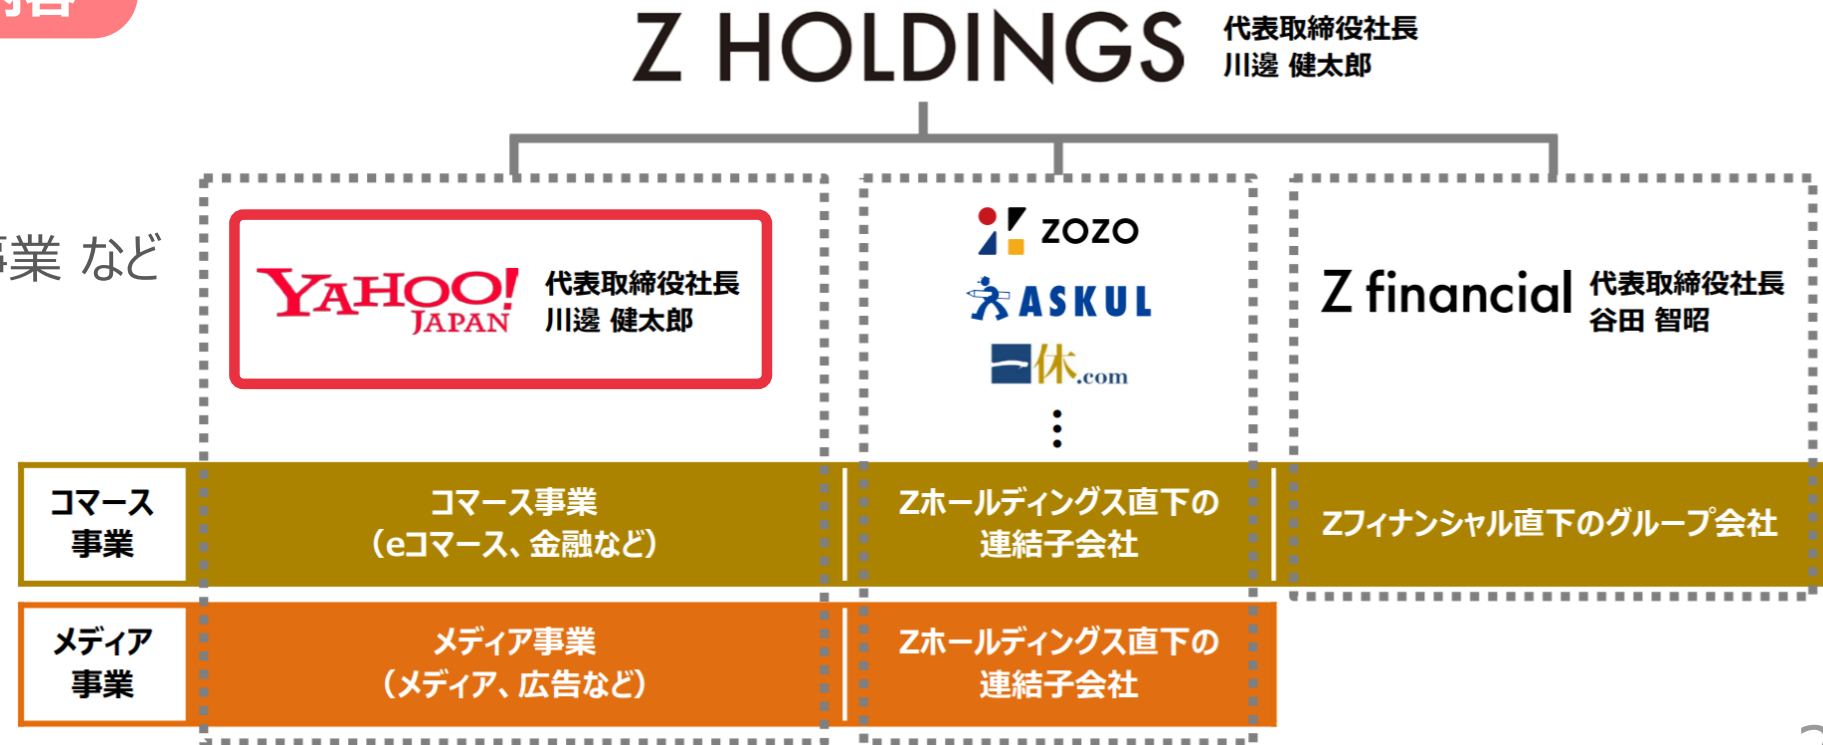 内容
Z HOLDINGS
代表取締役社長
川邊 健太郎
事業 など
YAHOO!
JAPAN
代表取締役社長
川邊 健太郎
ZOZO
ASKUL
一休.com
Z financial
代表取締役社長
谷田 智昭
コマース
事業
コマース事業
（eコマース、金融など）
Zホールディングス直下の
連結子会社
Zフィナンシャル直下のグループ会社
メディア
事業
メディア事業
（メディア、広告など）
Zホールディングス直下の
連結子会社